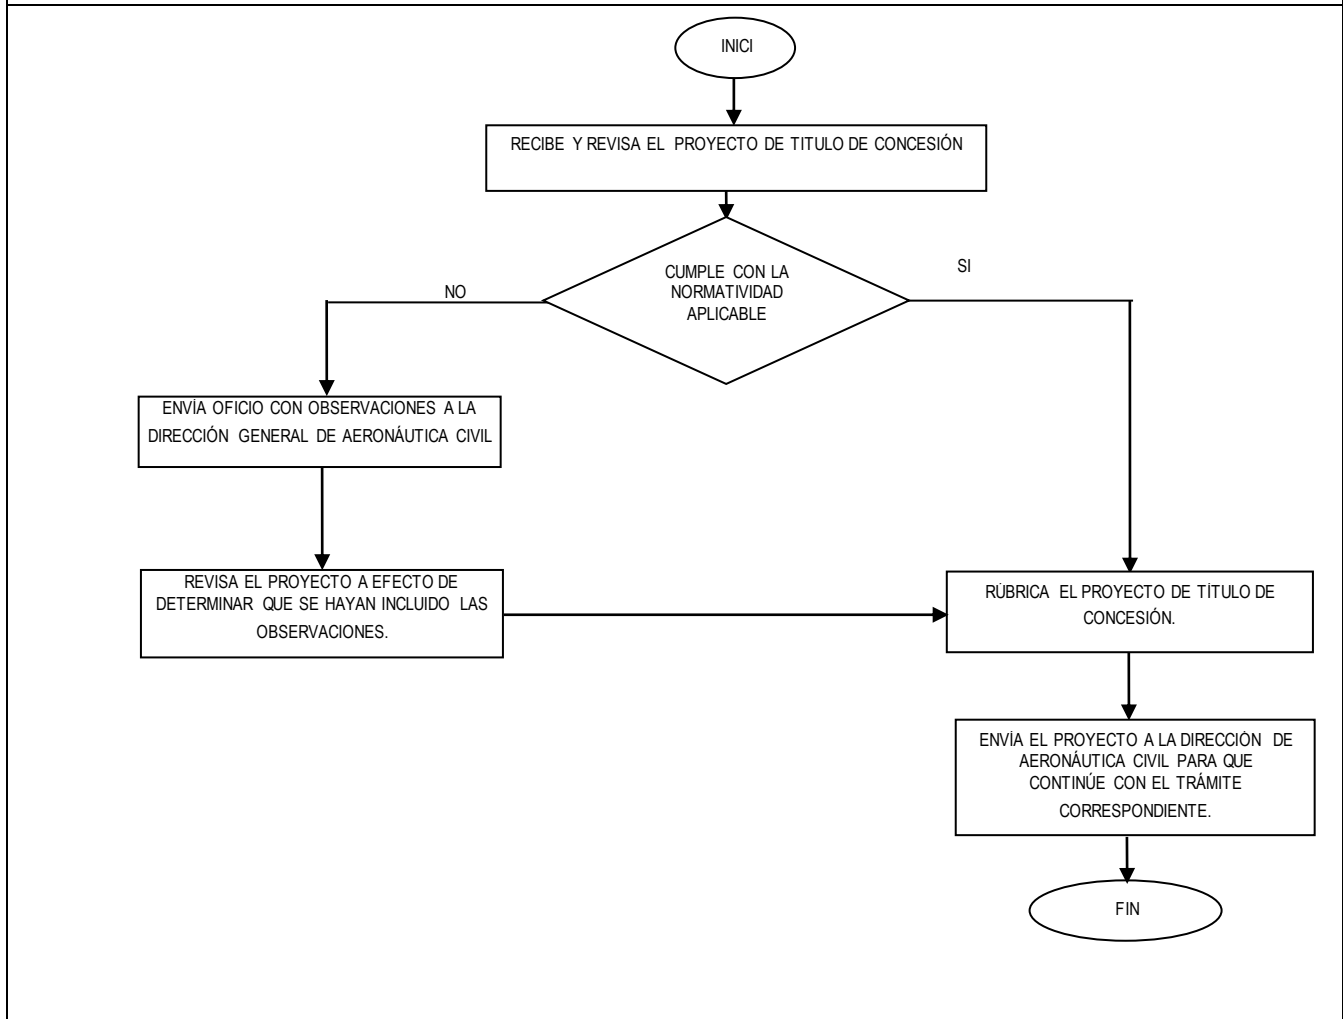 INICI
RECIBE Y REVISA EL PROYECTO DE TITULO DE CONCESIÓN
CUMPLE CON LA
NORMATIVIDAD
APLICABLE
SI
NO
ENVÍA OFICIO CON OBSERVACIONES A LA
DIRECCIÓN GENERAL DE AERONÁUTICA CIVIL
REVISA EL PROYECTO A EFECTO DE
DETERMINAR QUE SE HAYAN INCLUIDO LAS
OBSERVACIONES.
RÚBRICA EL PROYECTO DE TÍTULO DE
CONCESIÓN.
ENVÍA EL PROYECTO A LA DIRECCIÓN DE
AERONÁUTICA CIVIL PARA QUE
CONTINÚE CON EL TRÁMITE
CORRESPONDIENTE.
FIN